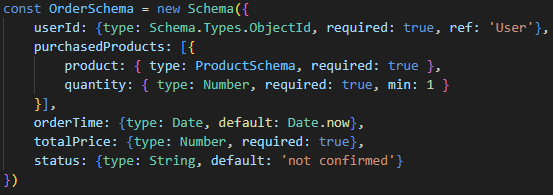 const OrderSchema = new Schema({
    userId: {type: Schema.Types.ObjectId, required: true, ref: 'User'},
    purchasedProducts: [{
        product: { type: ProductSchema, required: true },
        quantity: { type: Number, required: true, min: 1 }
    }],
    orderTime: {type: Date, default: Date.now},
    totalPrice: {type: Number, required: true},
    status: {type: String, default: 'not confirmed'}
})